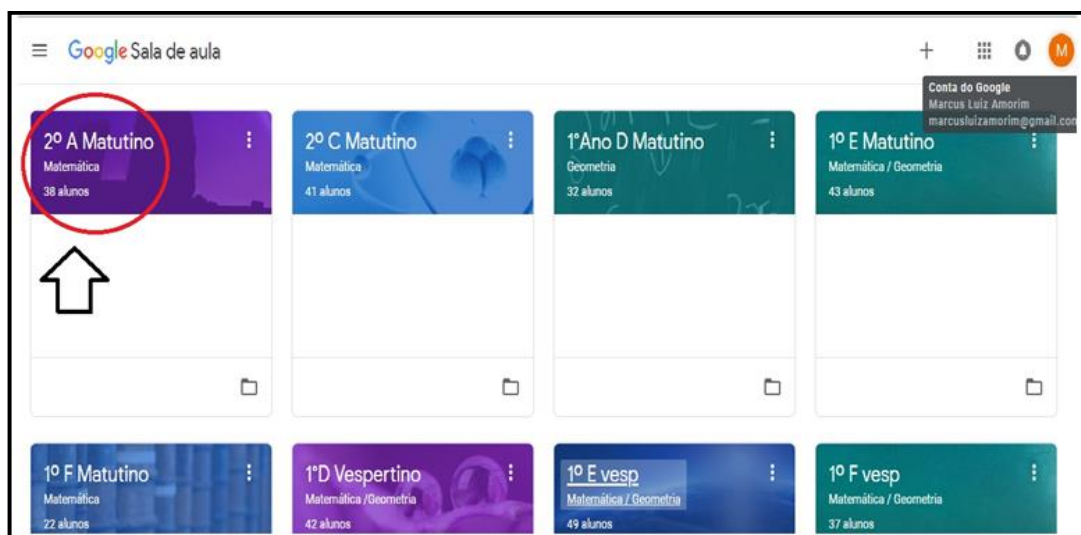 Google Sala de aula
Conta do Google
Marcus Luiz Amorim
marcusluizamorim@gmail.com
M
2º A Matutino
Matemática
38 alunos
2º C Matutino
Matemática
41 alunos
1°Ano D Matutino
Geometria
32 alunos
1º E Matutino
Matemática / Geometria
43 alunos
1º F Matutino
Matemática
22 alunos
1°D Vespertino
Matemática /Geometria
42 alunos
1º E vesp
Matemática / Geometria
49 alunos
1º F vesp
Matemática / Geometria
37 alunos